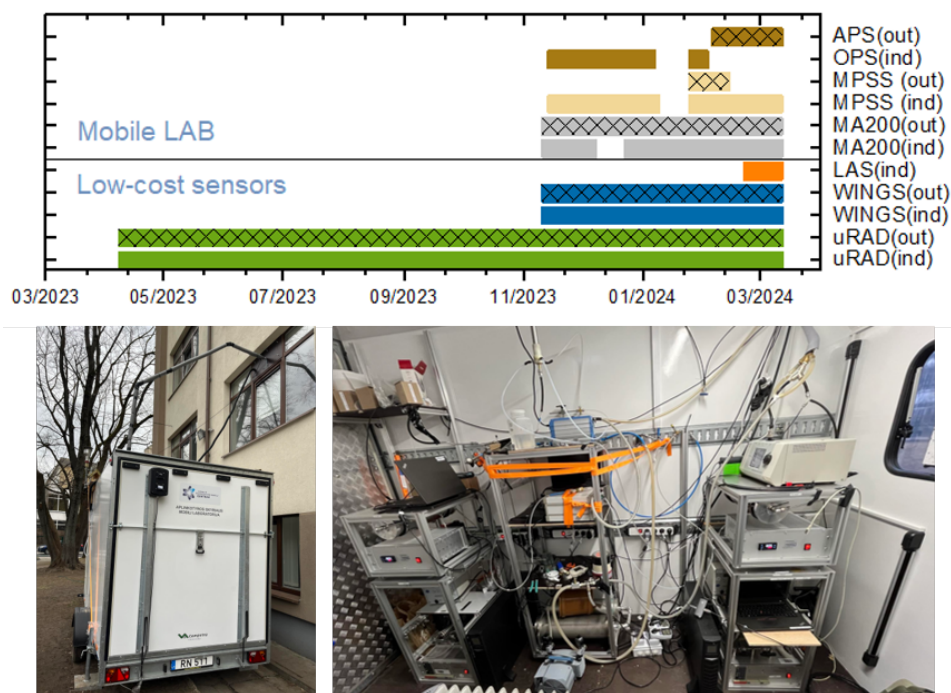 APS(out)
OPS(ind)
MPSS (out)
MPSS (ind)
Mobile LAB
MA200(out)
MA200(ind)
Low-cost sensors
LAS(ind)
WINGS(out)
WINGS(ind)
uRAD(out)
uRAD(ind)
03/2023 05/2023 07/2023 09/2023 11/2023 01/2024 03/2024